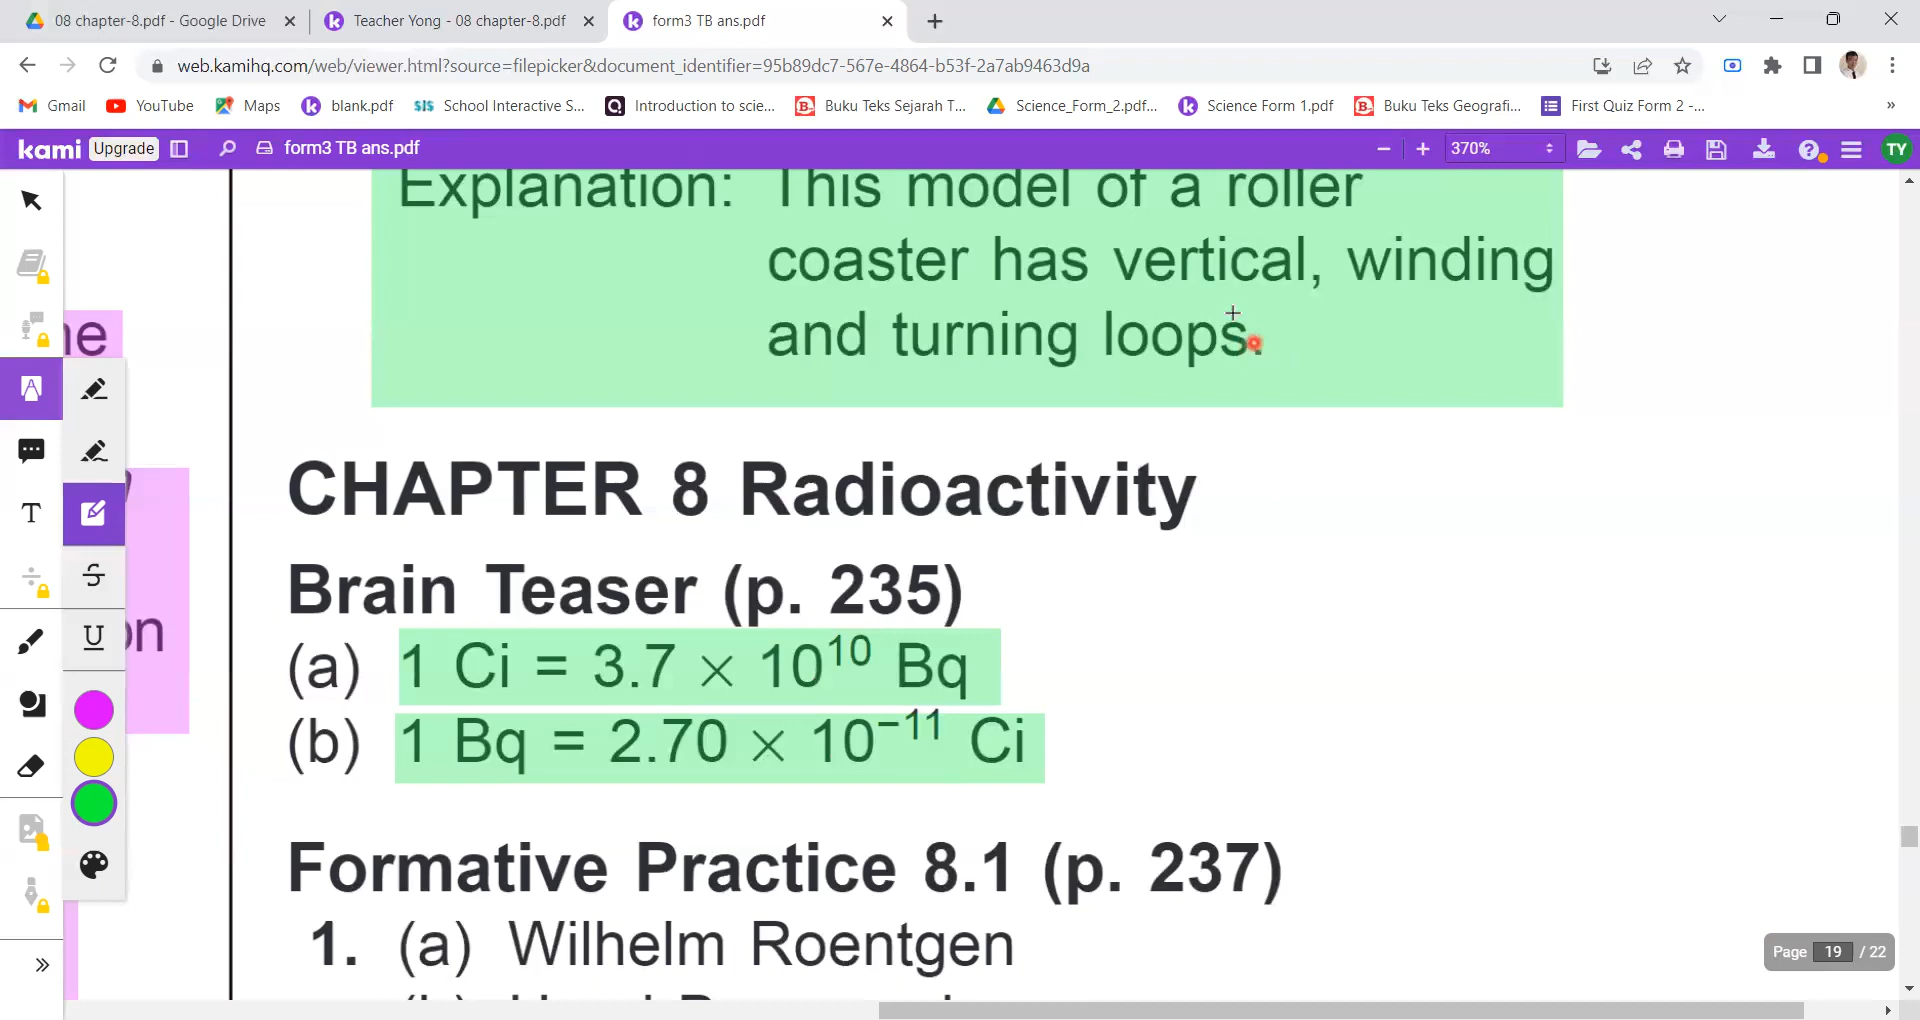 08 chapter-8.pdf - Google Drive
Teacher Yong - 08 chapter-8.pdf
form3 TB ans.pdf
web.kamihq.com/web/viewer.html?source=filepicker&document_identifier=95b89dc7-567e-4864-b53f-2a7ab9463d9a
Gmail
YouTube
Maps
blank.pdf
School Interactive S...
Introduction to scie...
Buku Teks Sejarah T...
Science_Form_2.pdf...
Science Form 1.pdf
Buku Teks Geografi...
First Quiz Form 2 -...
»
kami Upgrade
form3 TB ans.pdf
370%
TY
Explanation: This model of a roller
coaster has vertical, winding
and turning loops.
ne
on
CHAPTER 8 Radioactivity
Brain Teaser (p. 235)
(a) 1 Ci = 3.7 × 10¹⁰ Bq
(b) 1 Bq = 2.70 × 10⁻¹¹ Ci
Formative Practice 8.1 (p. 237)
1. (a) Wilhelm Roentgen
Page 19 / 22